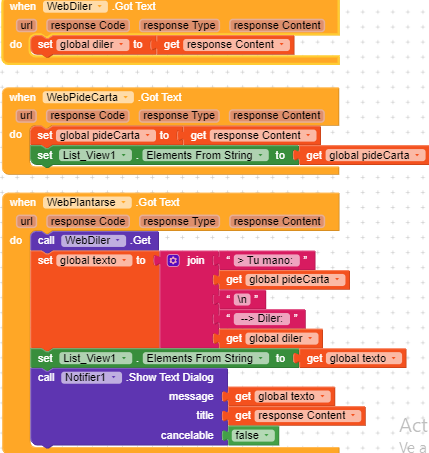 when WebDiler .Got Text
url response Code response Type response Content
do set global diler to get response Content
when WebPideCarta .Got Text
url response Code response Type response Content
do set global pideCarta to get response Content
set List_View1 . Elements From String to get global pideCarta
when WebPlantarse .Got Text
url response Code response Type response Content
do call WebDiler .Get
set global texto to join “ > Tu mano: ”
get global pideCarta
“ \n ”
“ --> Diler: ”
get global diler
set List_View1 . Elements From String to get global texto
call Notifier1 .Show Text Dialog
message get global texto
title get response Content
cancelable false
Act
Ve a